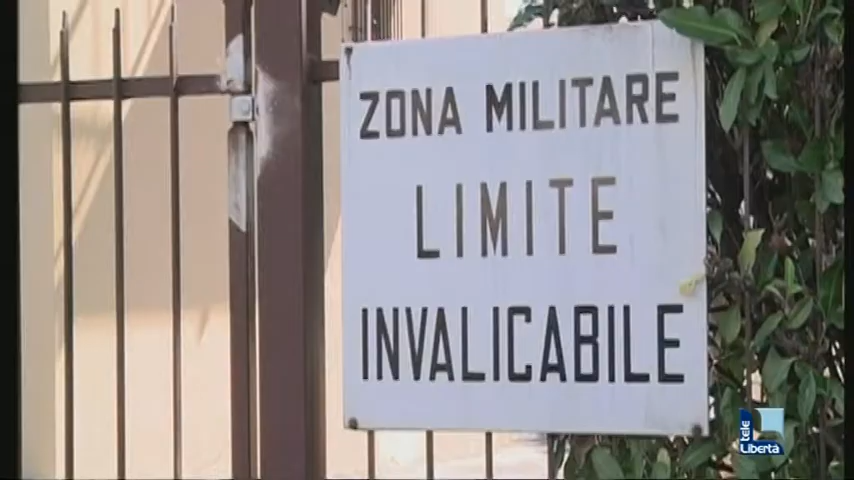 ZONA MILITARE
LIMITE
INVALICABILE
tele
Libertà